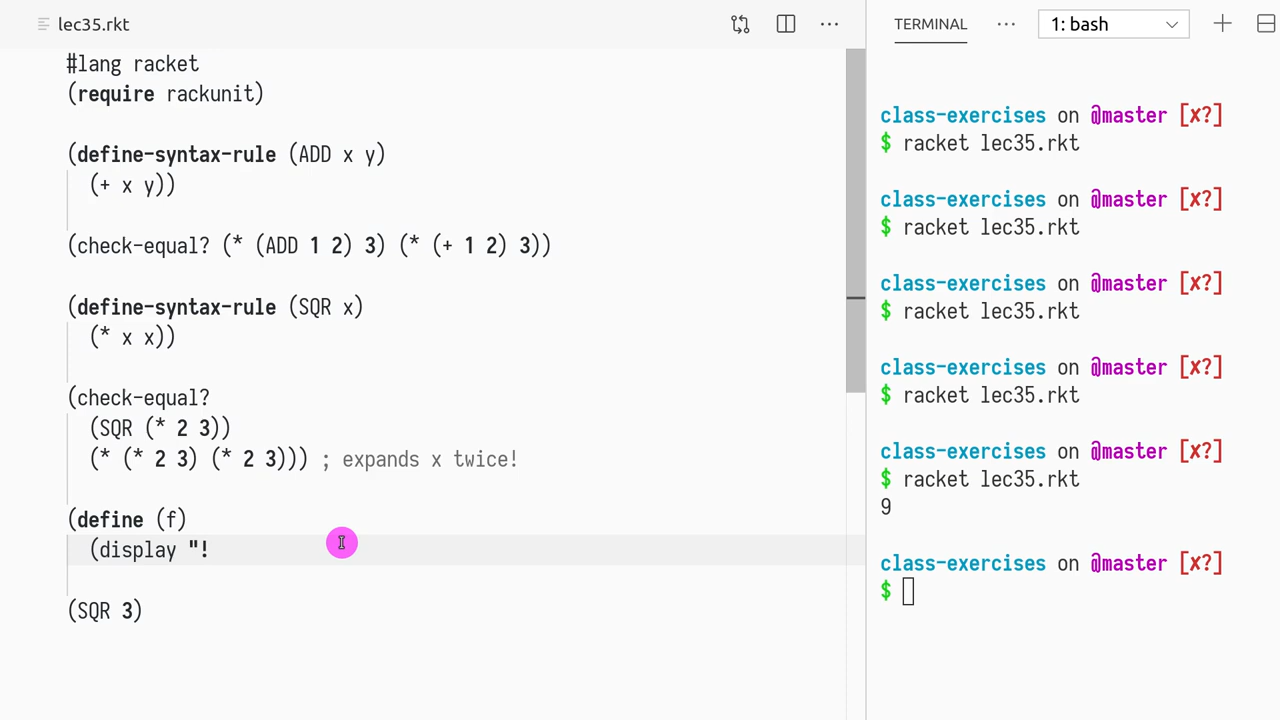 lec35.rkt
#lang racket
(require rackunit)
(define-syntax-rule (ADD x y)
(+ x y))
(check-equal? (* (ADD 1 2) 3) (* (+ 1 2) 3))
(define-syntax-rule (SQR x)
(* x x))
(check-equal?
(SQR (* 2 3))
(* (* 2 3) (* 2 3))) ; expands x twice!
(define (f)
(display "!
(SQR 3)
TERMINAL
1: bash
class-exercises on @master [x?]
$ racket lec35.rkt
class-exercises on @master [x?]
$ racket lec35.rkt
class-exercises on @master [x?]
$ racket lec35.rkt
class-exercises on @master [x?]
$ racket lec35.rkt
class-exercises on @master [x?]
$ racket lec35.rkt
9
class-exercises on @master [x?]
$